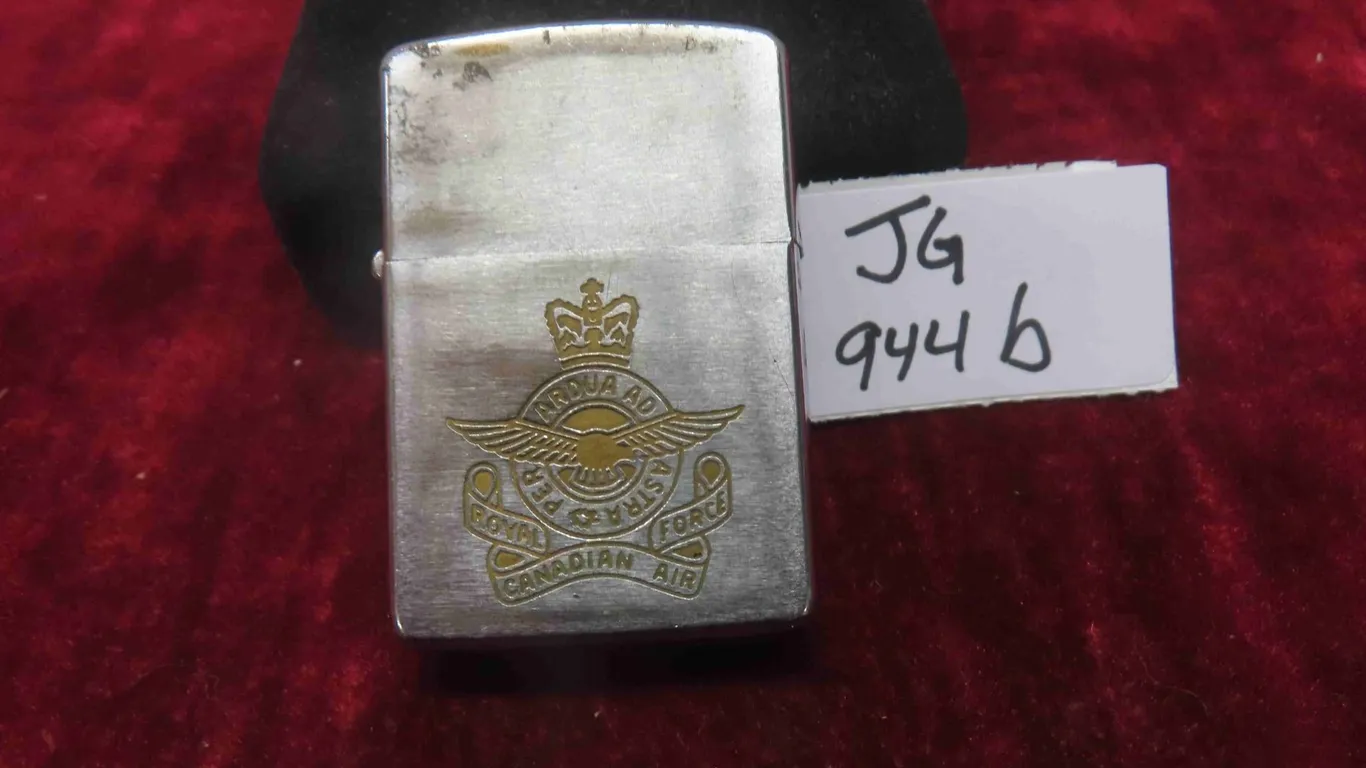 ARDUA AD
PER ASTRA
ROYAL FORCE
CANADIAN AIR
JG
944 b